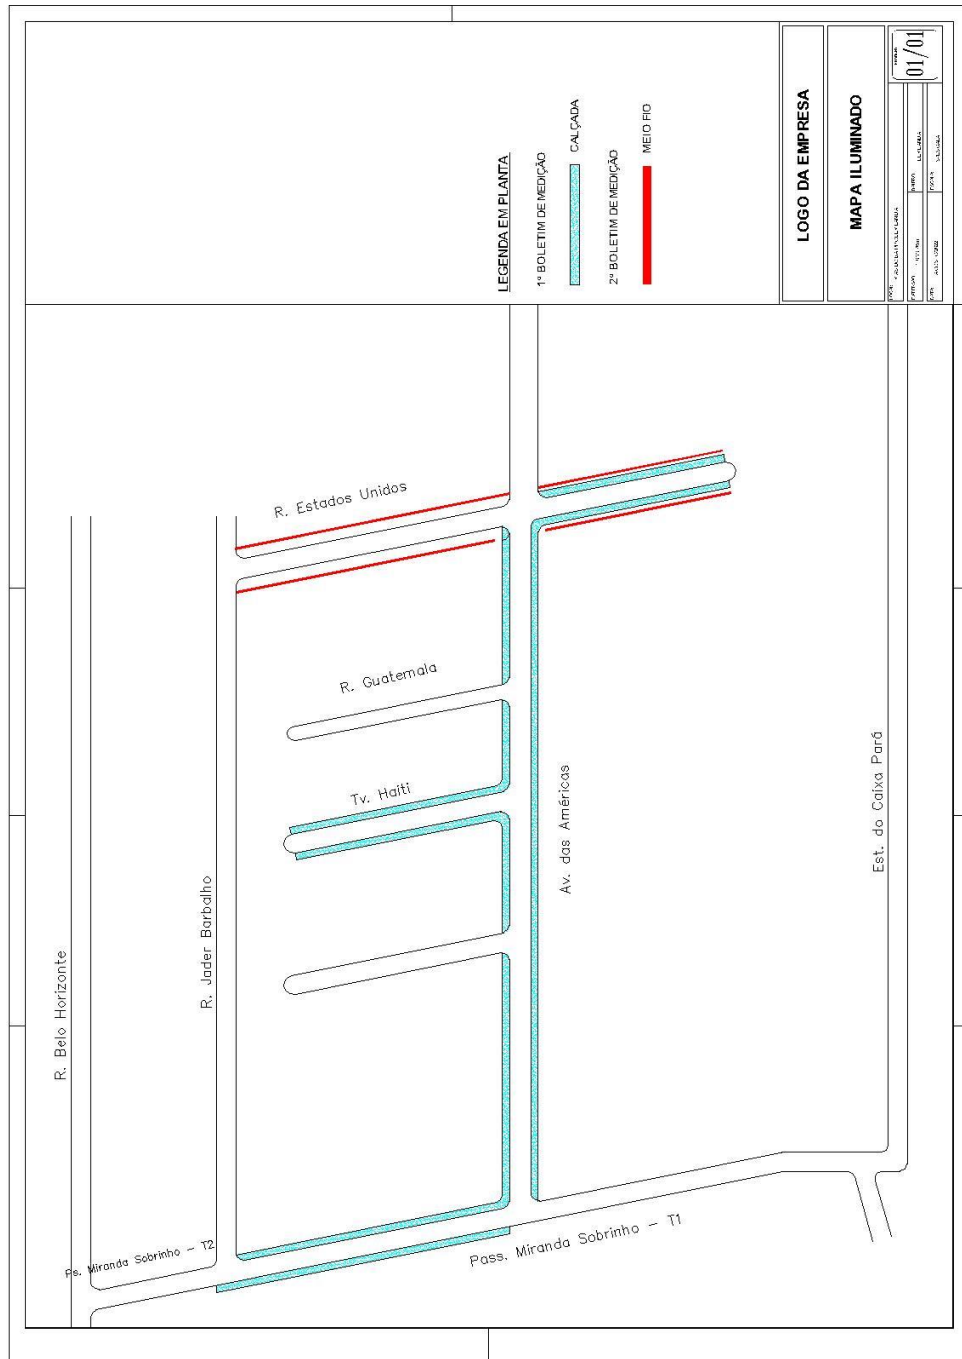 LEGENDA EM PLANTA
1º BOLETIM DE MEDIÇÃO
CALÇADA
2º BOLETIM DE MEDIÇÃO
MEIO FIO
LOGO DA EMPRESA
MAPA ILUMINADO
01/01
R. Estados Unidos
R. Guatemala
Tv. Haíti
Av. das Américas
Est. do Caixa Pará
R. Jader Barbalho
R. Belo Horizonte
Ps. Miranda Sobrinho - T2
Pass. Miranda Sobrinho - T1